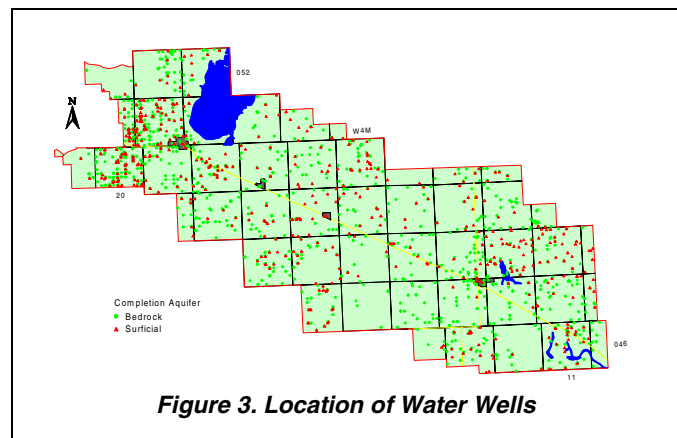 052
N
W4M
20
Completion Aquifer
Bedrock
Surficial
046
11
Figure 3. Location of Water Wells